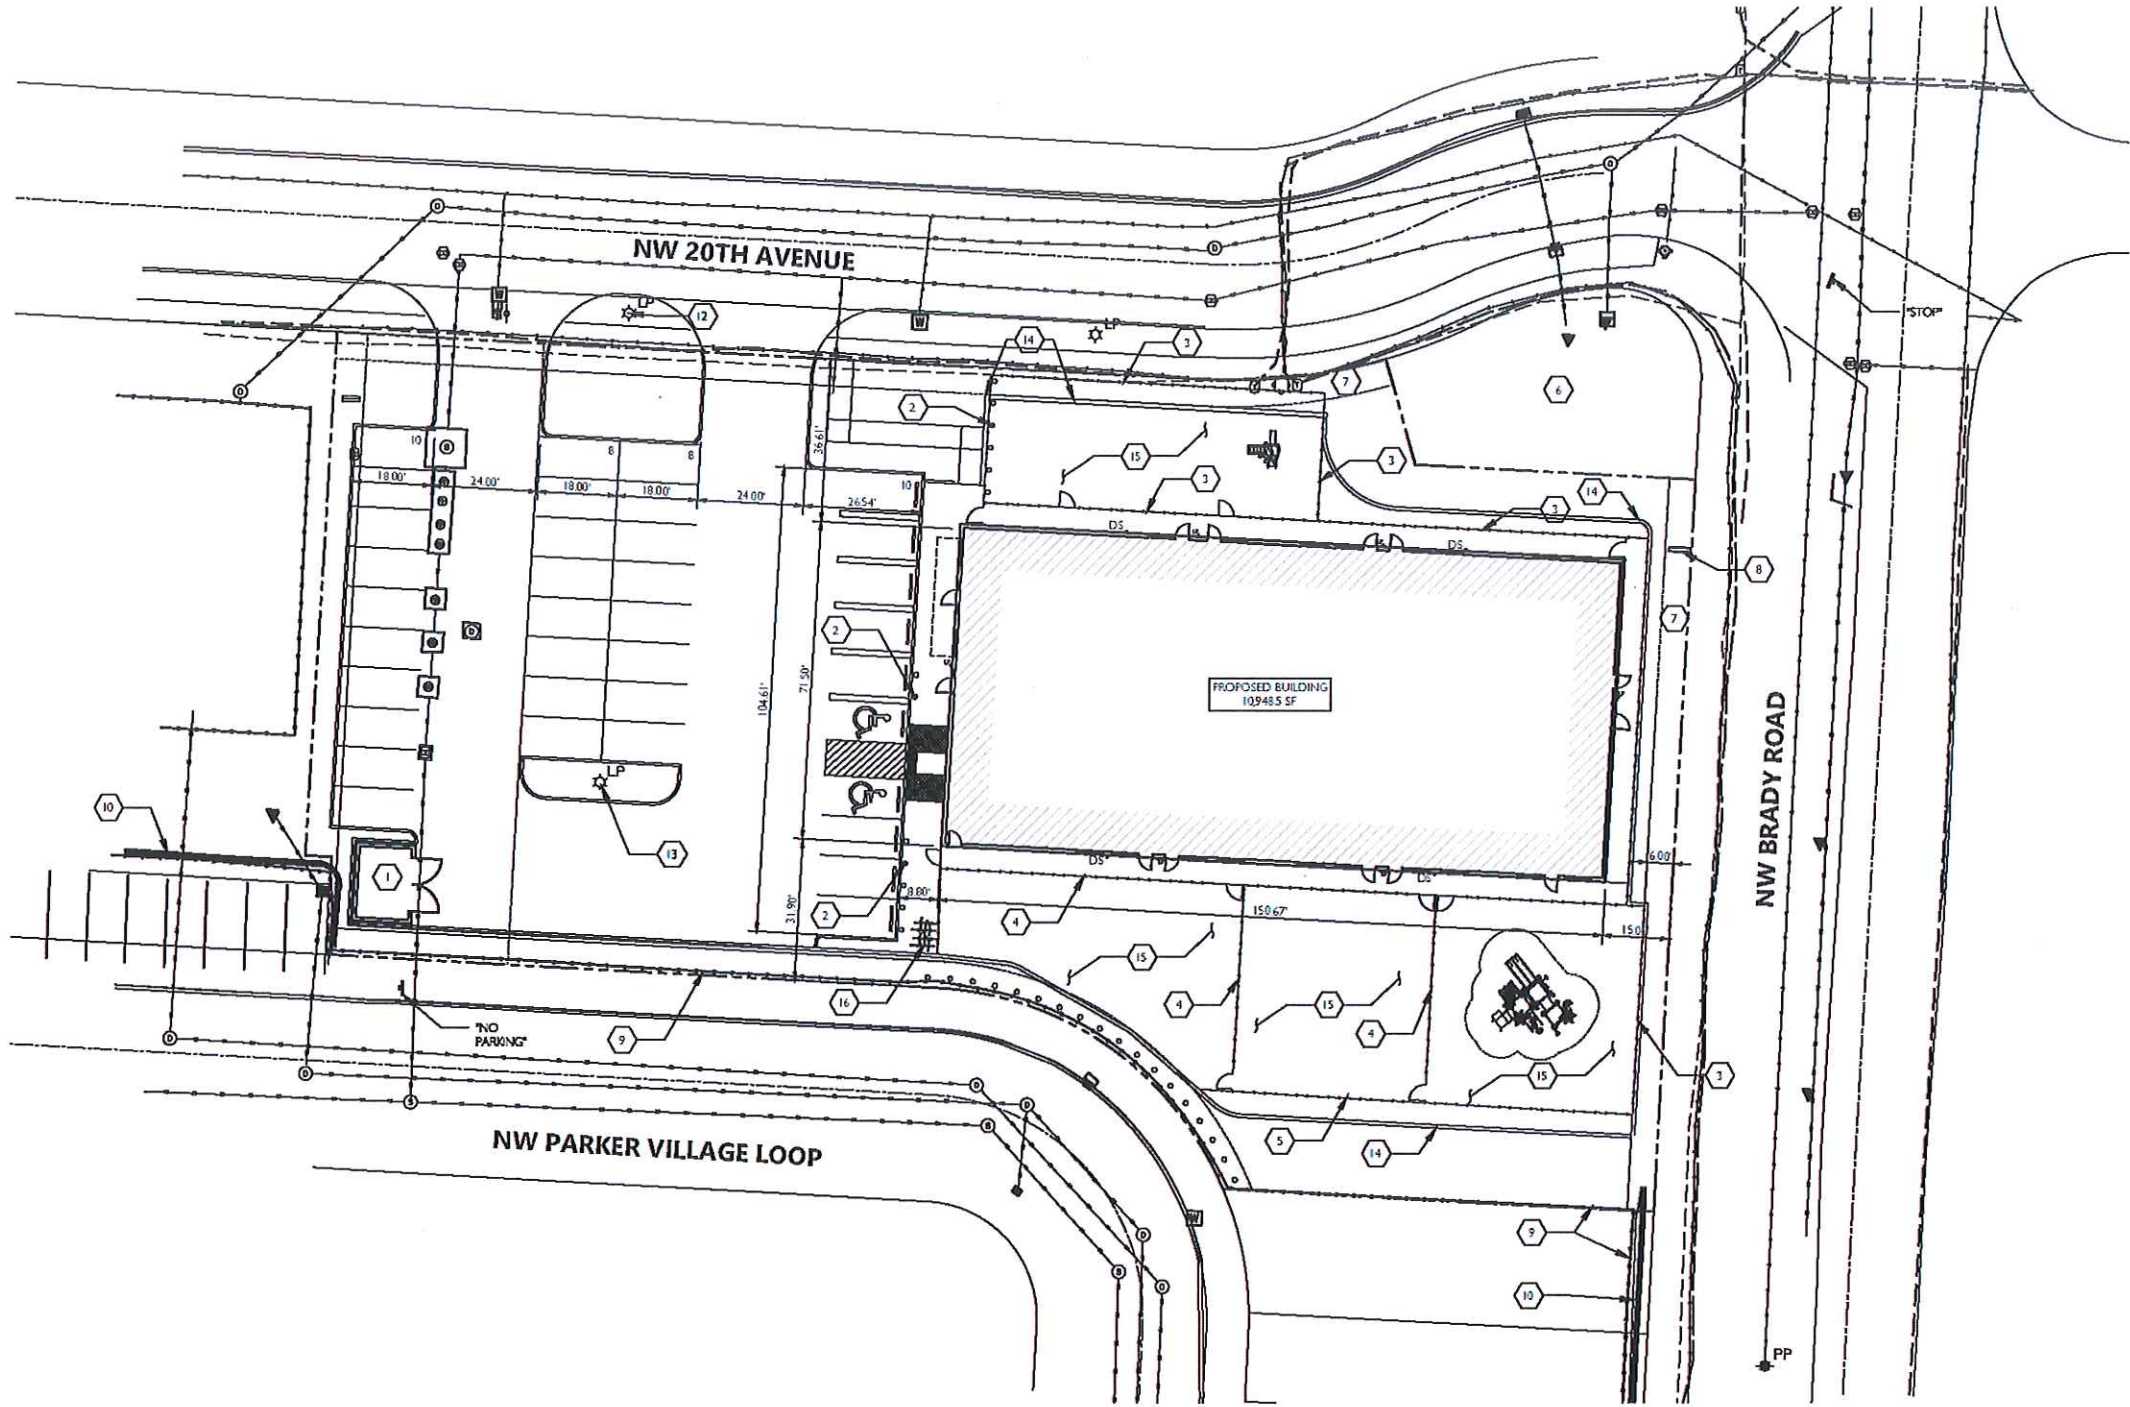 NW 20TH AVENUE
LP
12
LP
14
3
"STOP"
7
6
2
10
8
8
36.61'
15
3
3
14
18.00'
24.00'
18.00'
18.00'
24.00'
26.54'
10
3
DS
DS
8
7
2
104.61'
71.50'
PROPOSED BUILDING
10,948.5 SF
NW BRADY ROAD
LP
10
13
1
DS
DS
6.00'
2
31.90'
8.80'
4
150.67'
15.0
15
4
15
4
16
9
"NO
PARKING"
15
3
5
14
NW PARKER VILLAGE LOOP
9
10
PP
W
W
W
D
D
D
D
D
D
D
D
S
S
S